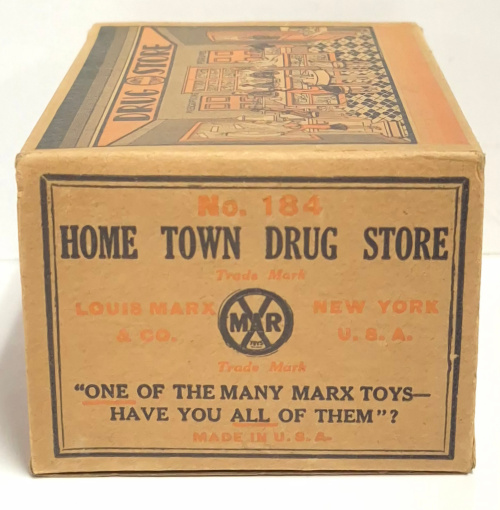 DRUG STORE
No. 184
HOME TOWN DRUG STORE
Trade Mark
LOUIS MARX
& CO.
MAR
TOYS
NEW YORK
U. S. A.
Trade Mark
"ONE OF THE MANY MARX TOYS—
HAVE YOU ALL OF THEM"?
MADE IN U. S. A.